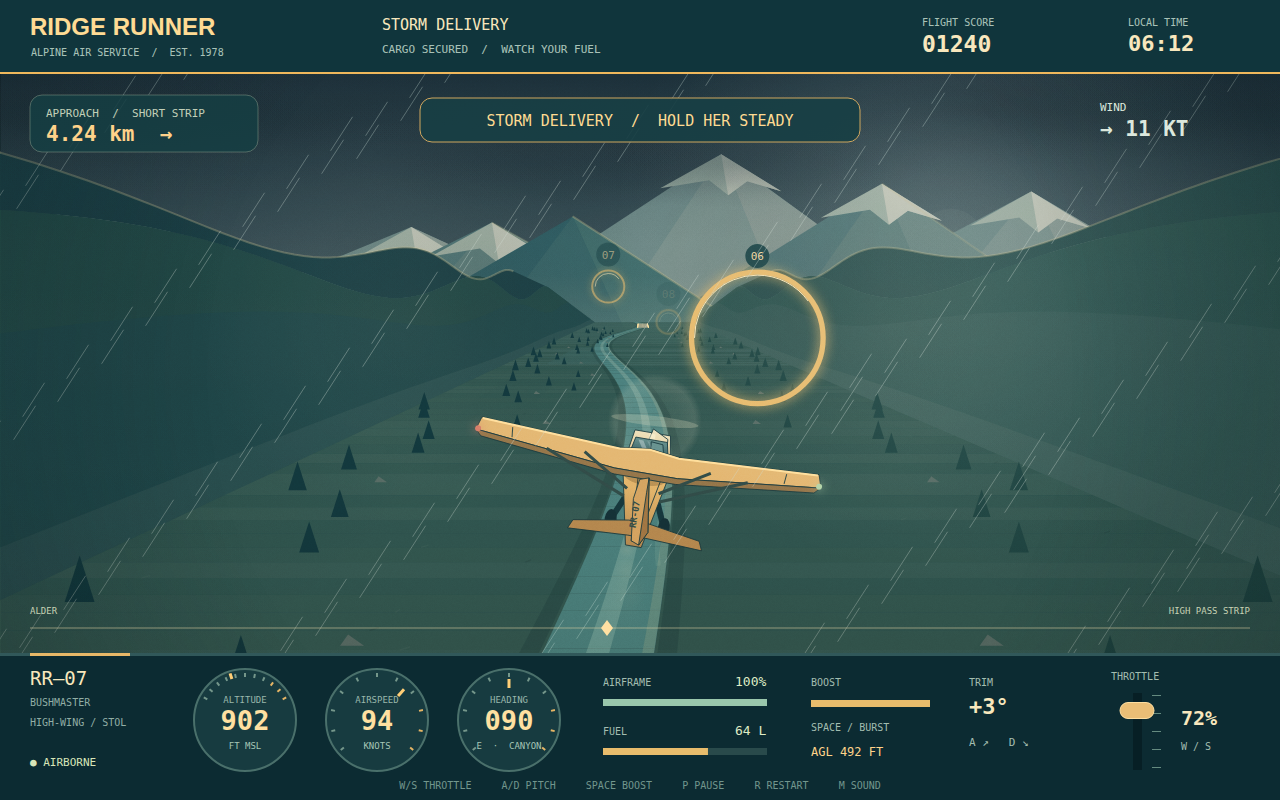 RIDGE RUNNER
ALPINE AIR SERVICE / EST. 1978
STORM DELIVERY
CARGO SECURED / WATCH YOUR FUEL
FLIGHT SCORE
01240
LOCAL TIME
06:12
APPROACH / SHORT STRIP
4.24 km →
STORM DELIVERY / HOLD HER STEADY
WIND
→ 11 KT
07
06
08
RR-07
ALDER
HIGH PASS STRIP
RR—07
BUSHMASTER
HIGH-WING / STOL
● AIRBORNE
ALTITUDE
902
FT MSL
AIRSPEED
94
KNOTS
HEADING
090
E · CANYON
AIRFRAME 100%
FUEL 64 L
BOOST
SPACE / BURST
AGL 492 FT
TRIM
+3°
A ↗ D ↘
THROTTLE
72%
W / S
W/S THROTTLE A/D PITCH SPACE BOOST P PAUSE R RESTART M SOUND